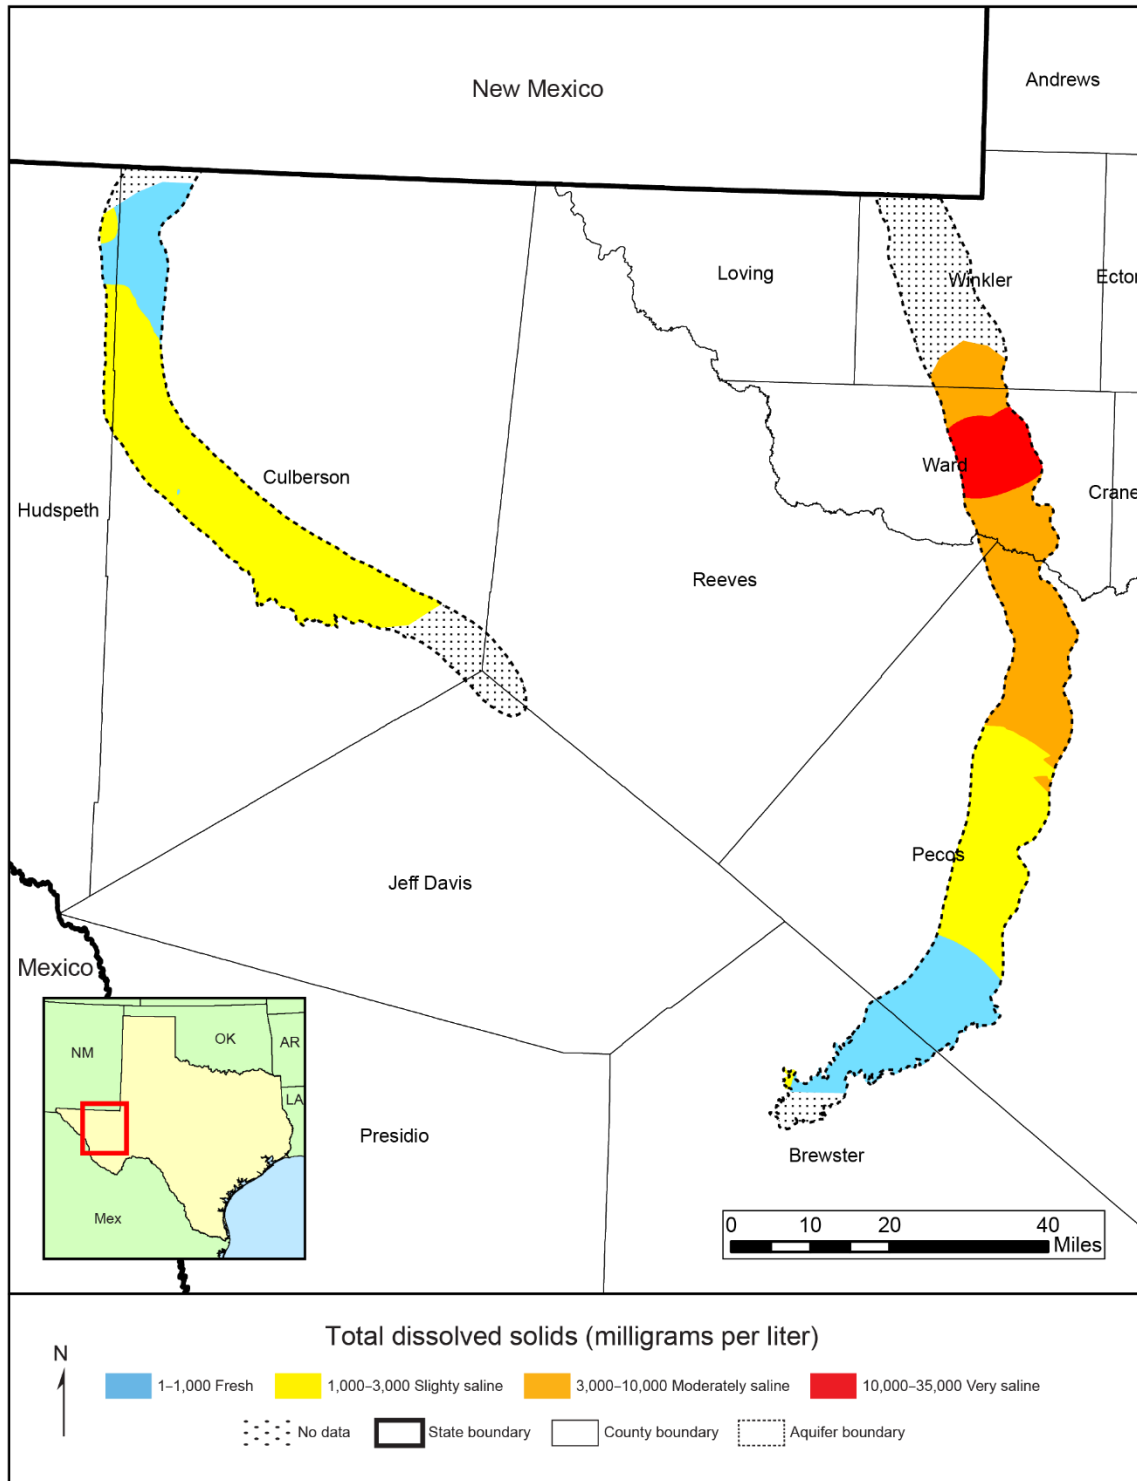 New Mexico
Andrews
Loving
Winkler
Ector
Culberson
Ward
Hudspeth
Crane
Reeves
Pecos
Jeff Davis
Mexico
NM
OK
AR
LA
Mex
Presidio
Brewster
0 10 20 40
Miles
Total dissolved solids (milligrams per liter)
N
1–1,000 Fresh
1,000–3,000 Slighty saline
3,000–10,000 Moderately saline
10,000–35,000 Very saline
No data
State boundary
County boundary
Aquifer boundary